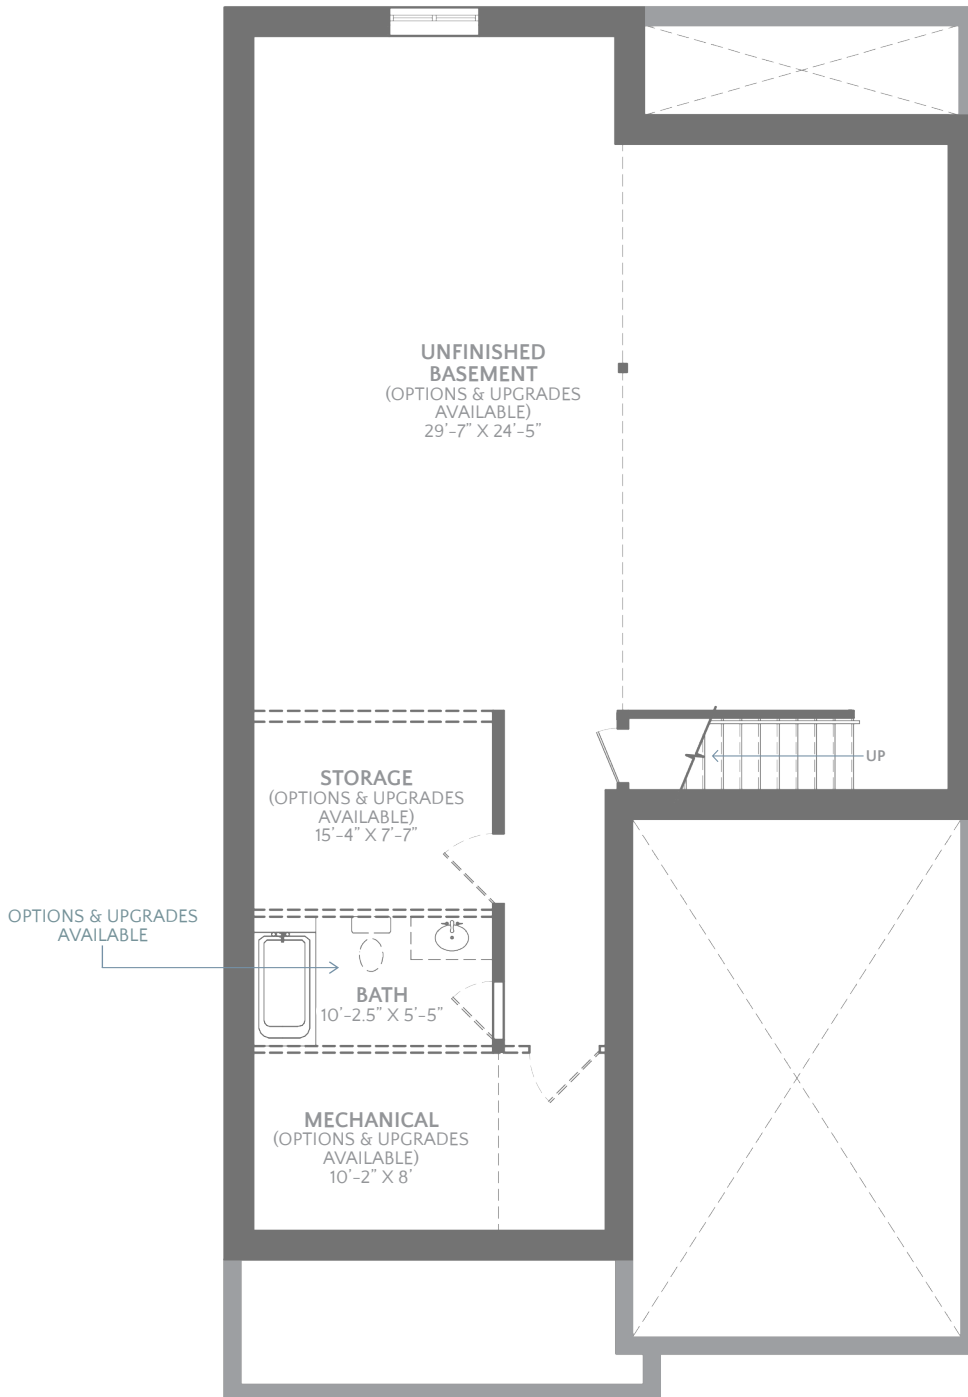 UNFINISHED
BASEMENT
(OPTIONS & UPGRADES
AVAILABLE)
29'-7” X 24'-5”
UP
STORAGE
(OPTIONS & UPGRADES
AVAILABLE)
15'-4” X 7'-7”
OPTIONS & UPGRADES
AVAILABLE
BATH
10'-2.5” X 5'-5”
MECHANICAL
(OPTIONS & UPGRADES
AVAILABLE)
10'-2” X 8'